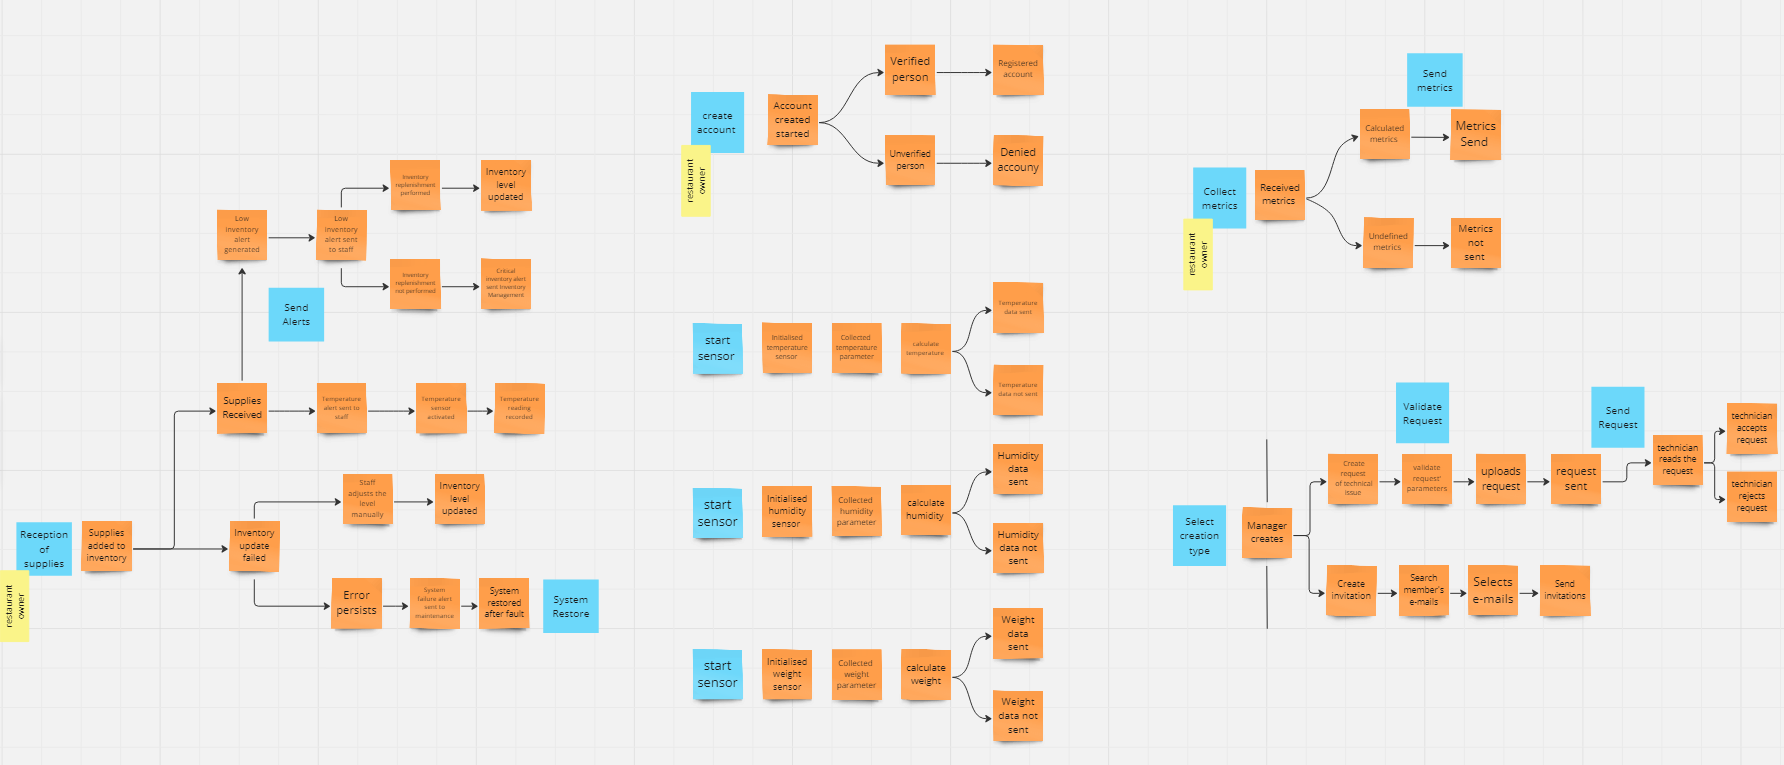 Reception
of
supplies
restaurant
owner
Supplies
added to
inventory
Supplies
Received
Low
inventory
alert
generated
Low
inventory
alert sent
to staff
Inventory
replenishment
performed
Inventory
level
updated
Inventory
replenishment
not performed
Critical
inventory alert
sent Inventory
Management
Send
Alerts
Temperature
alert sent to
staff
Temperature
sensor
activated
Temperature
reading
recorded
Inventory
update
failed
Staff
adjusts the
level
manually
Inventory
level
updated
Error
persists
System
failure alert
sent to
maintenance
System
restored
after fault
System
Restore
create
account
restaurant
owner
Account
created
started
Verified
person
Registered
account
Unverified
person
Denied
accouny
start
sensor
Initialised
temperature
sensor
Collected
temperature
parameter
calculate
temperature
Temperature
data sent
Temperature
data not sent
start
sensor
Initialised
humidity
sensor
Collected
humidity
parameter
calculate
humidity
Humidity
data
sent
Humidity
data not
sent
start
sensor
Initialised
weight
sensor
Collected
weight
parameter
calculate
weight
Weight
data
sent
Weight
data not
sent
Collect
metrics
restaurant
owner
Received
metrics
Calculated
metrics
Send
metrics
Metrics
Send
Undefined
metrics
Metrics
not
sent
Select
creation
type
Manager
creates
Create
request
of technical
issue
Validate
Request
validate
request'
parameters
uploads
request
request
sent
Send
Request
technician
reads the
request
technician
accepts
request
technician
rejects
request
Create
invitation
Search
member's
e-mails
Selects
e-mails
Send
invitations